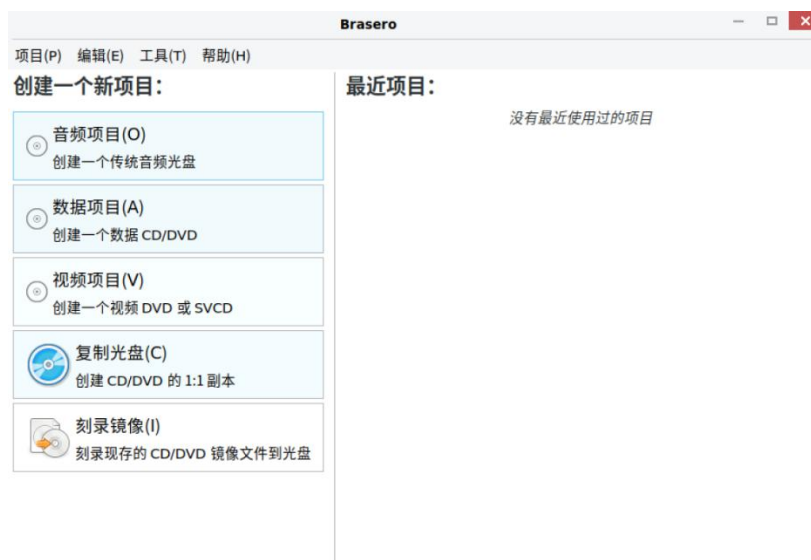 Brasero
项目(P) 编辑(E) 工具(T) 帮助(H)
创建一个新项目：
音频项目(O)
创建一个传统音频光盘
数据项目(A)
创建一个数据 CD/DVD
视频项目(V)
创建一个视频 DVD 或 SVCD
复制光盘(C)
创建 CD/DVD 的 1:1 副本
刻录镜像(I)
刻录现存的 CD/DVD 镜像文件到光盘
最近项目：
没有最近使用过的项目